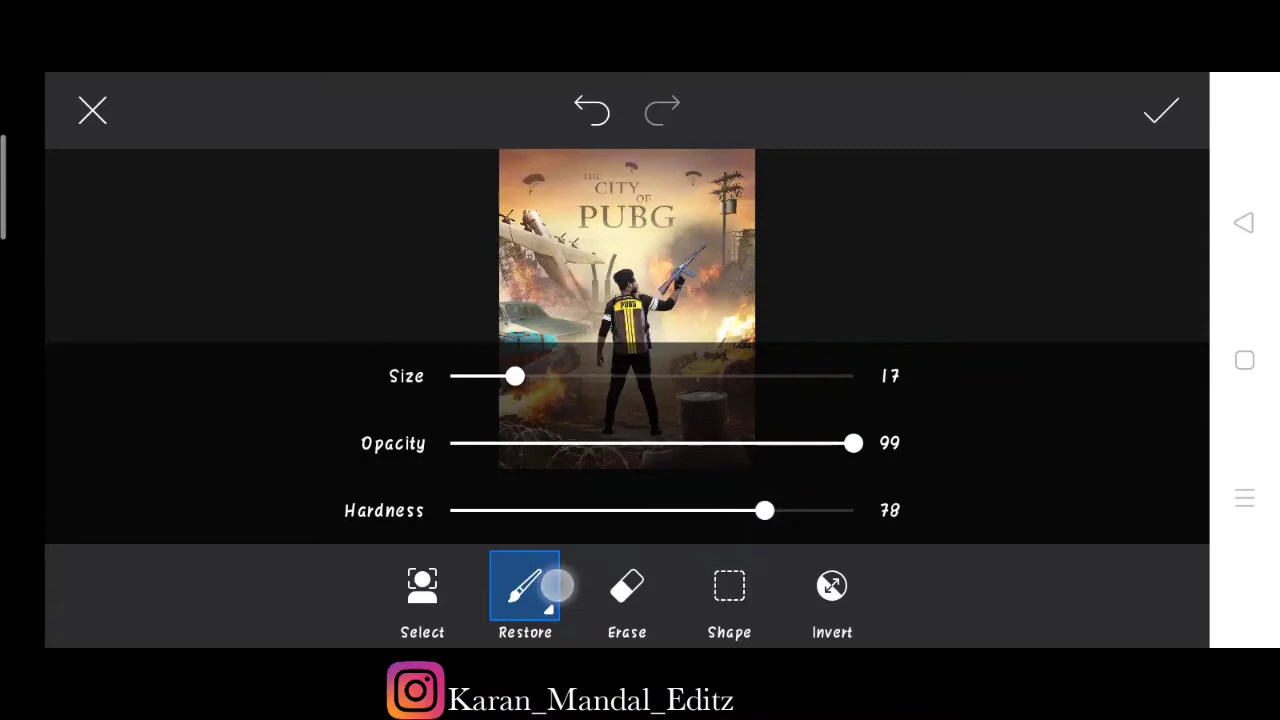 THE
CITY
OF
PUBG
PUBG
Size 17
Opacity 99
Hardness 78
Select Restore Erase Shape Invert
Karan_Mandal_Editz